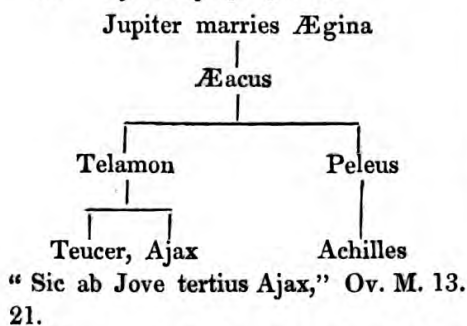 Jupiter marries Ægina
Æacus
Telamon Peleus
Teucer, Ajax Achilles
“ Sic ab Jove tertius Ajax,” Ov. M. 13.
21.